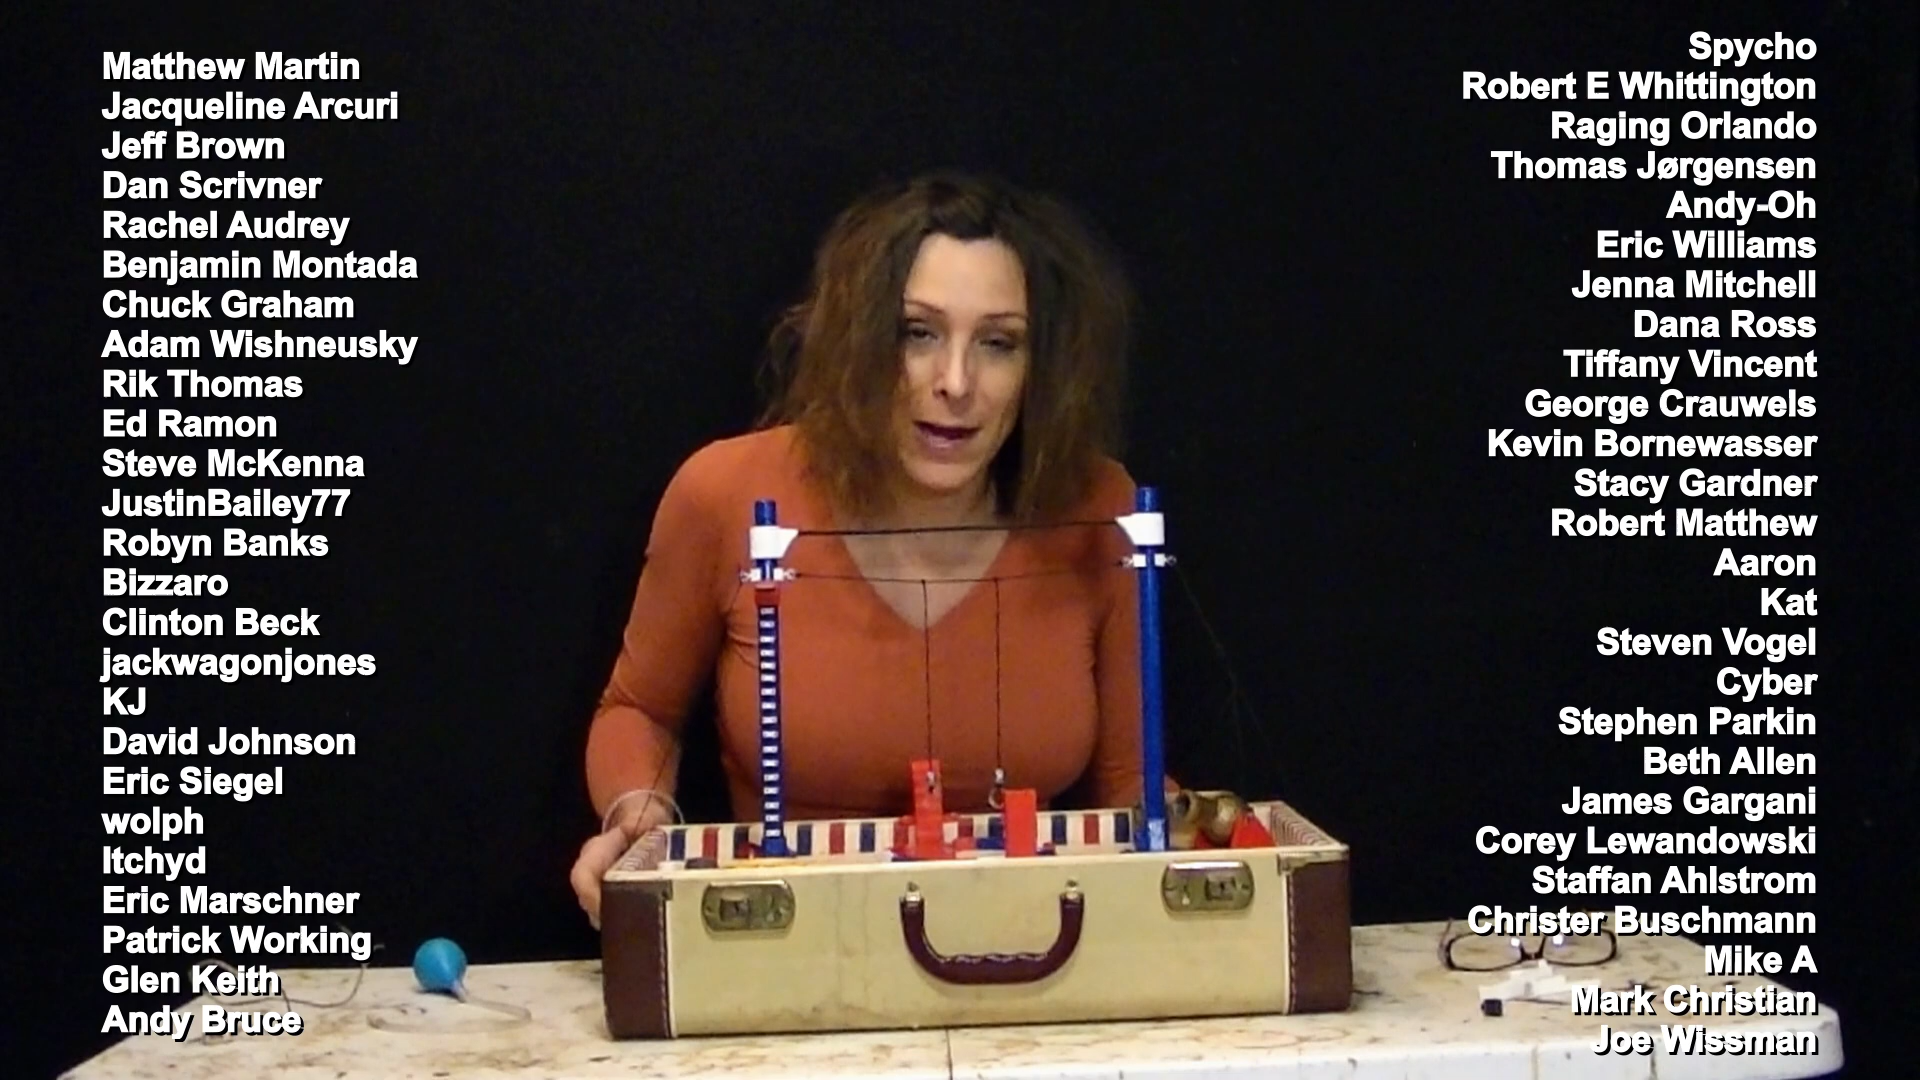 Matthew Martin
Jacqueline Arcuri
Jeff Brown
Dan Scrivner
Rachel Audrey
Benjamin Montada
Chuck Graham
Adam Wishneusky
Rik Thomas
Ed Ramon
Steve McKenna
JustinBailey77
Robyn Banks
Bizzaro
Clinton Beck
jackwagonjones
KJ
David Johnson
Eric Siegel
wolph
Itchyd
Eric Marschner
Patrick Working
Glen Keith
Andy Bruce
Spycho
Robert E Whittington
Raging Orlando
Thomas Jørgensen
Andy-Oh
Eric Williams
Jenna Mitchell
Dana Ross
Tiffany Vincent
George Crauwels
Kevin Bornewasser
Stacy Gardner
Robert Matthew
Aaron
Kat
Steven Vogel
Cyber
Stephen Parkin
Beth Allen
James Gargani
Corey Lewandowski
Staffan Ahlstrom
Christer Buschmann
Mike A
Mark Christian
Joe Wissman